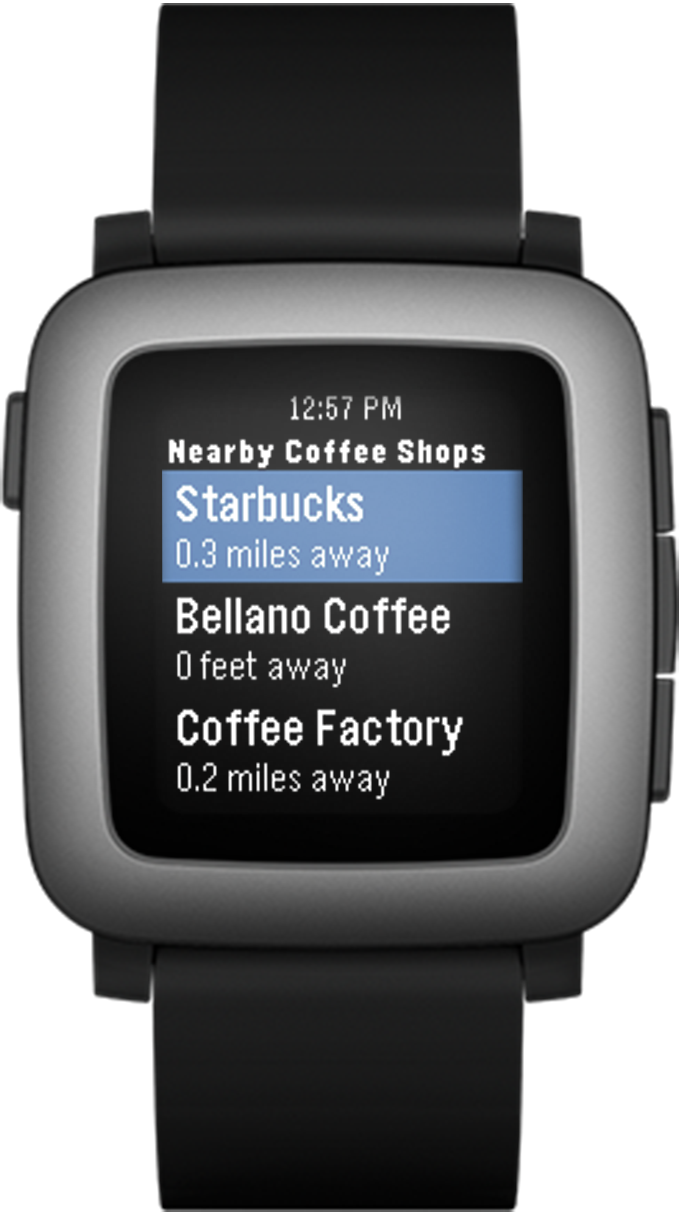 12:57 PM
Nearby Coffee Shops
Starbucks
0.3 miles away
Bellano Coffee
0 feet away
Coffee Factory
0.2 miles away